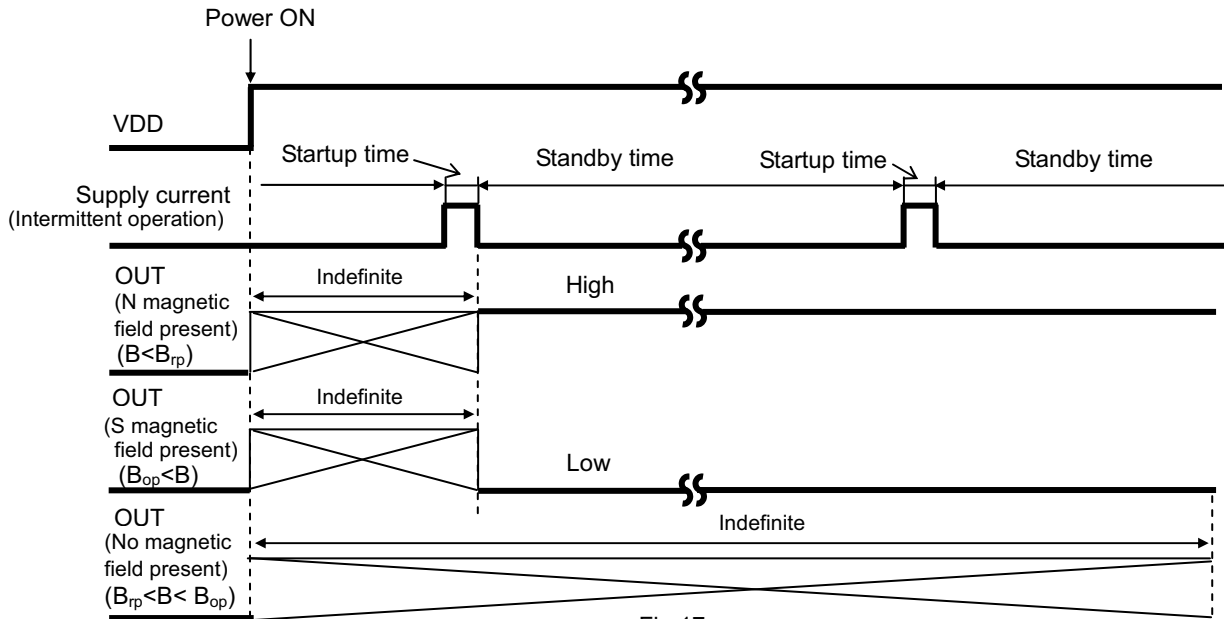 Power ON
VDD
Startup time
Standby time
Startup time
Standby time
Supply current
(Intermittent operation)
OUT
(N magnetic
field present)
(B<Brp)
Indefinite
High
OUT
(S magnetic
field present)
(Bop<B)
Indefinite
Low
OUT
(No magnetic
field present)
(Brp<B< Bop)
Indefinite